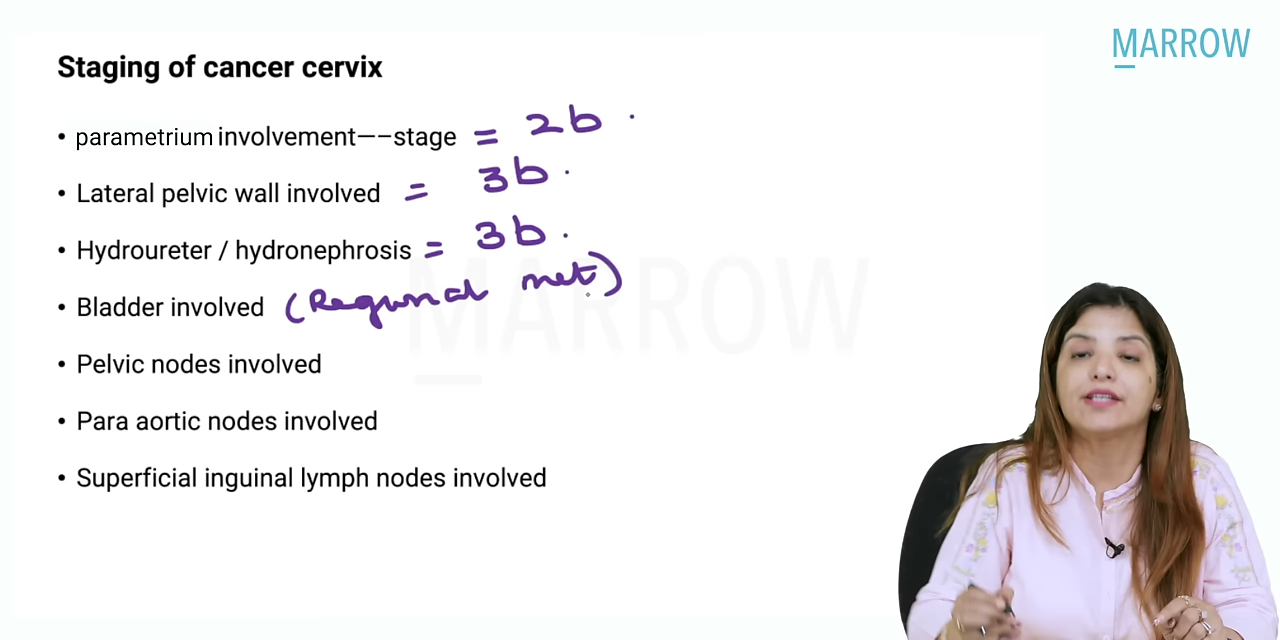 MARROW
Staging of cancer cervix
• parametrium involvement—–stage = 2b.
• Lateral pelvic wall involved = 3b.
• Hydroureter / hydronephrosis = 3b.
• Bladder involved (Regional met)
• Pelvic nodes involved
• Para aortic nodes involved
• Superficial inguinal lymph nodes involved
MARROW